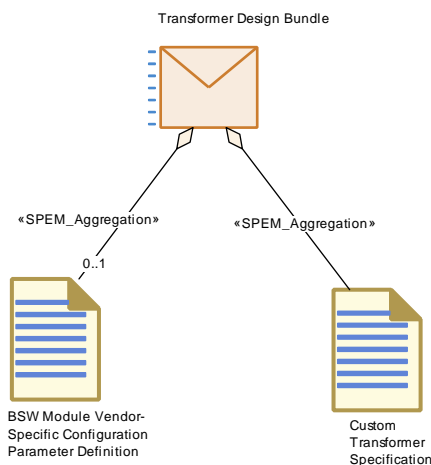 Transformer Design Bundle
«SPEM_Aggregation»
«SPEM_Aggregation»
0..1
BSW Module Vendor-
Specific Configuration
Parameter Definition
Custom
Transformer
Specification